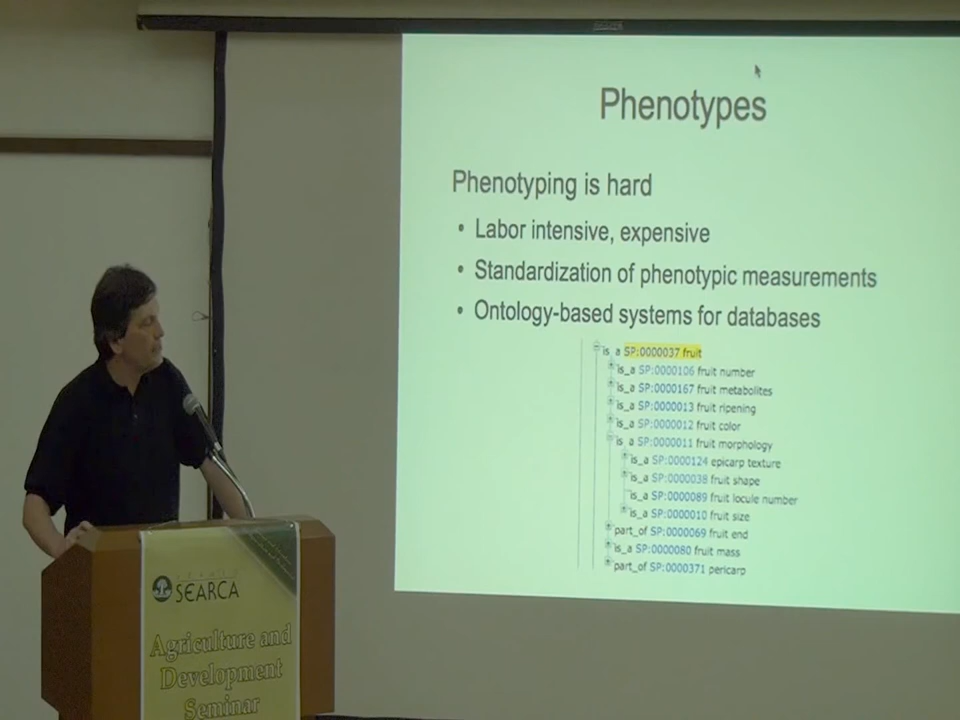 Phenotypes
Phenotyping is hard
• Labor intensive, expensive
• Standardization of phenotypic measurements
• Ontology-based systems for databases
is_a SP:0000037 fruit
is_a SP:0000106 fruit number
is_a SP:0000167 fruit metabolites
is_a SP:0000013 fruit ripening
is_a SP:0000012 fruit color
is_a SP:0000011 fruit morphology
is_a SP:0000124 epicarp texture
is_a SP:0000038 fruit shape
is_a SP:0000089 fruit locule number
is_a SP:0000010 fruit size
part_of SP:0000069 fruit end
is_a SP:0000080 fruit mass
part_of SP:0000371 pericarp
SEARCA
Agriculture and
Development
Seminar